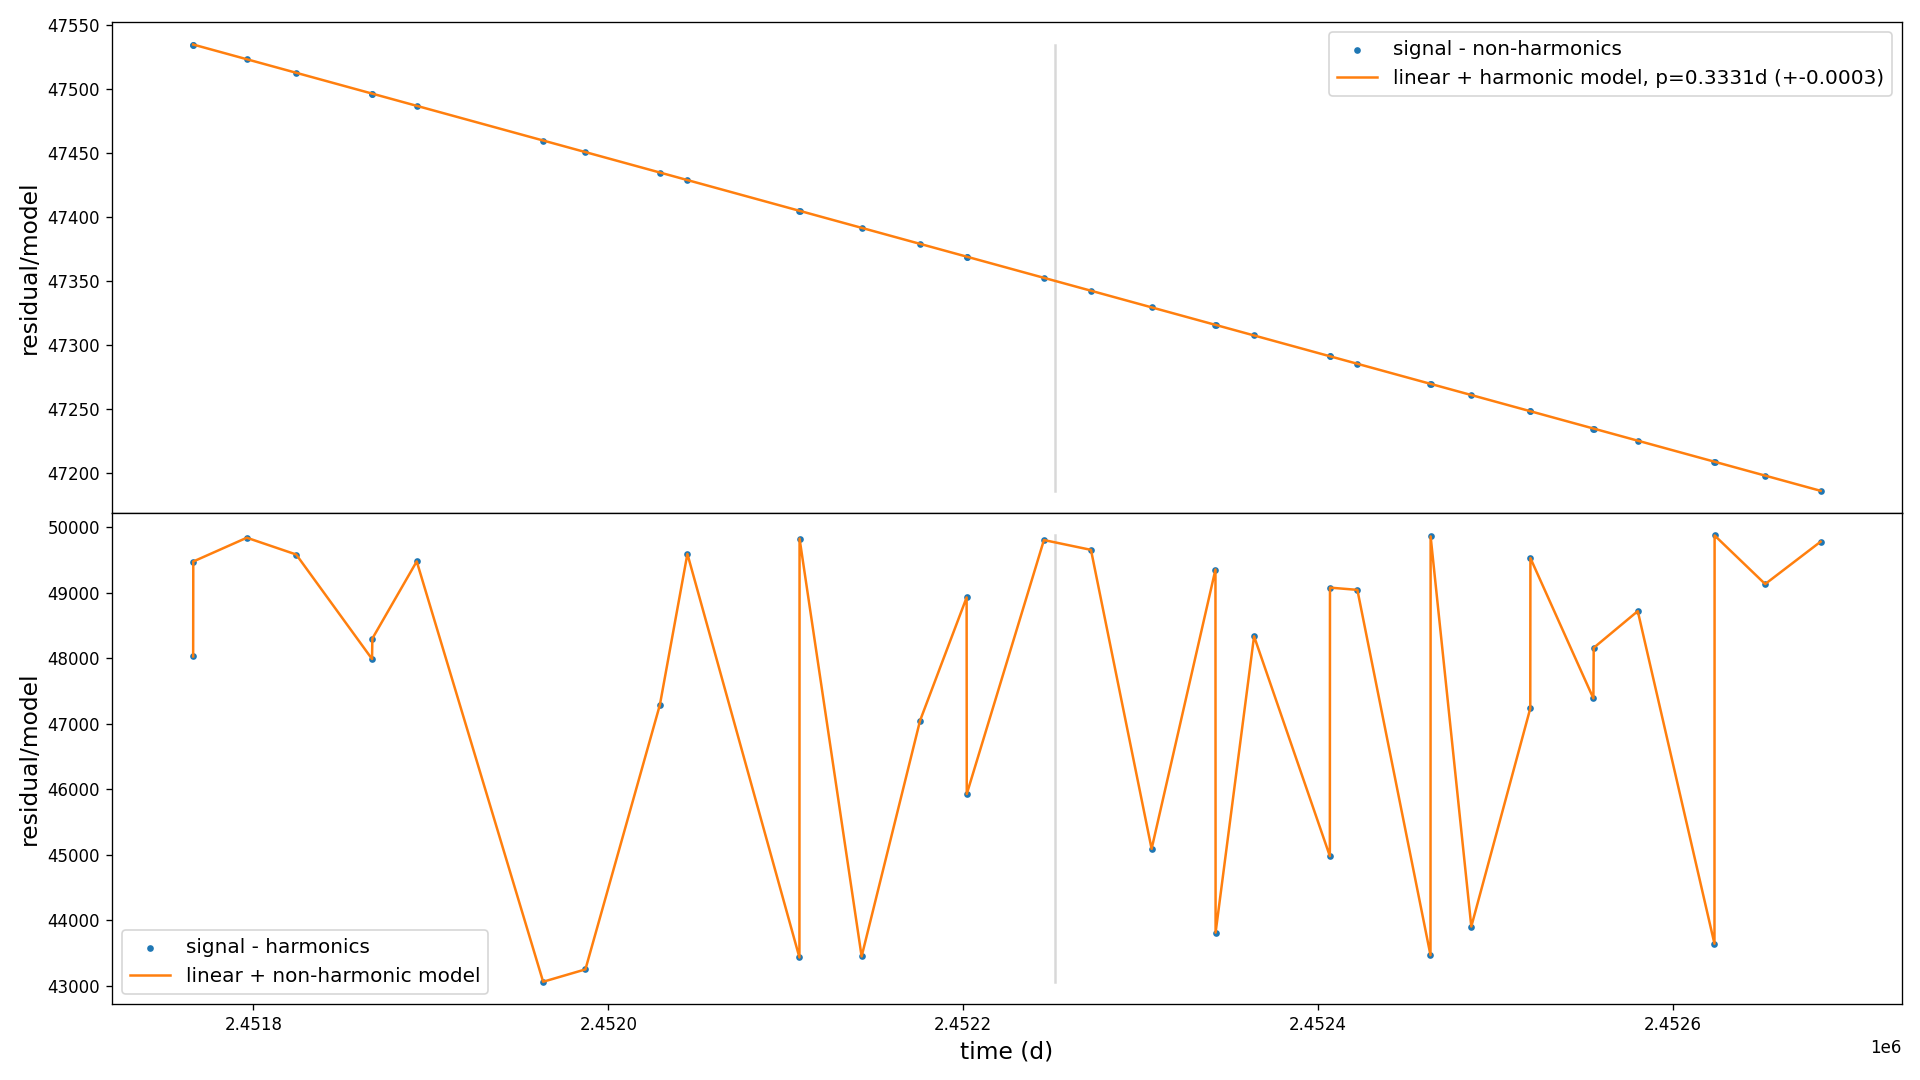 47550
47500
47450
47400
47350
47300
47250
47200
residual/model
signal - non-harmonics
linear + harmonic model, p=0.3331d (+-0.0003)
50000
49000
48000
47000
46000
45000
44000
43000
residual/model
signal - harmonics
linear + non-harmonic model
2.4518
2.4520
2.4522
2.4524
2.4526
1e6
time (d)